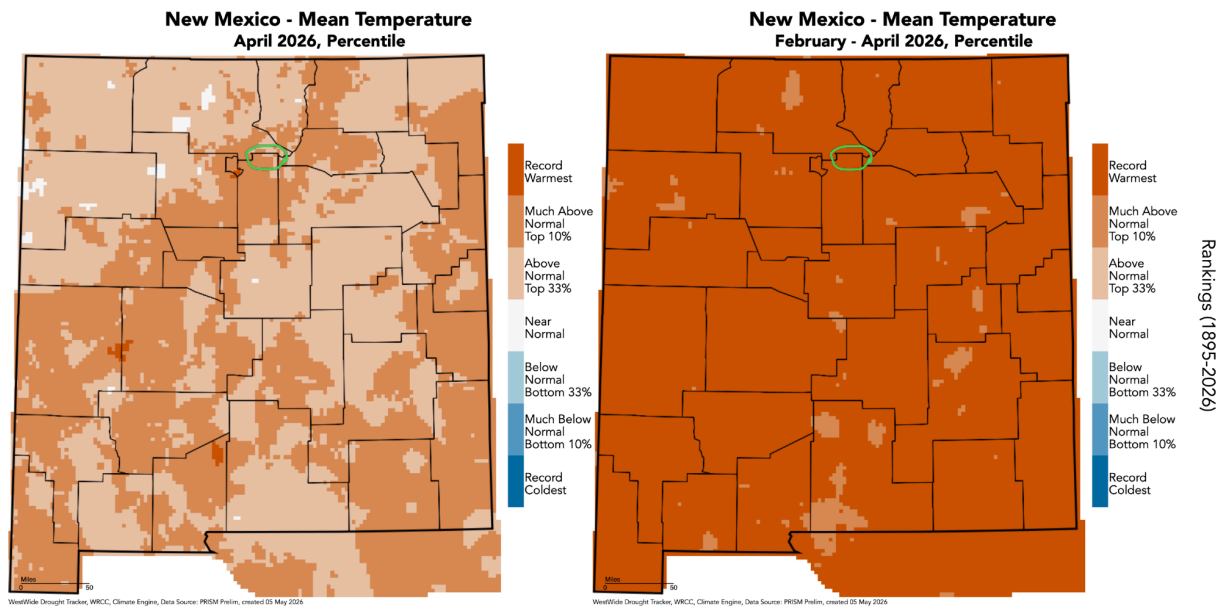 New Mexico - Mean Temperature
April 2026, Percentile
Record
Warmest
Much Above
Normal
Top 10%
Above
Normal
Top 33%
Near
Normal
Below
Normal
Bottom 33%
Much Below
Normal
Bottom 10%
Record
Coldest
Miles
0 50
WestWide Drought Tracker, WRCC, Climate Engine, Data Source: PRISM Prelim, created 05 May 2026
New Mexico - Mean Temperature
February - April 2026, Percentile
Record
Warmest
Much Above
Normal
Top 10%
Above
Normal
Top 33%
Near
Normal
Below
Normal
Bottom 33%
Much Below
Normal
Bottom 10%
Record
Coldest
Miles
0 50
WestWide Drought Tracker, WRCC, Climate Engine, Data Source: PRISM Prelim, created 05 May 2026
Rankings (1895-2026)